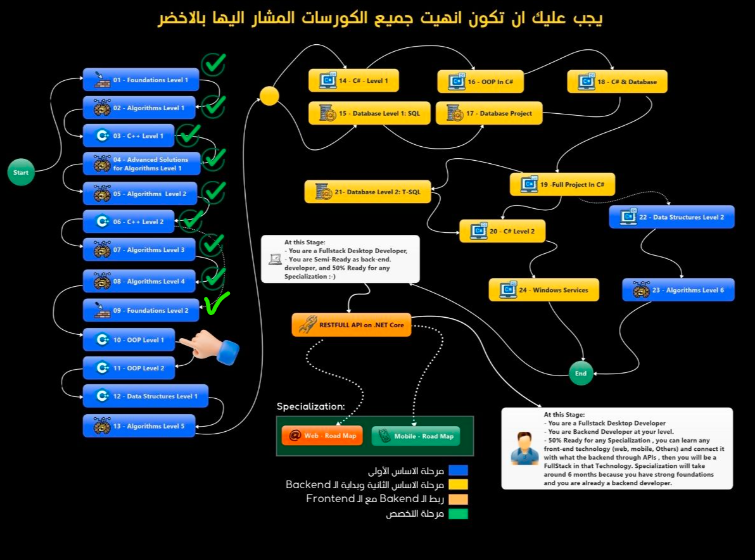 يجب عليك ان تكون انهيت جميع الكورسات المشار اليها بالاخضر
Start
01 - Foundations Level 1
02 - Algorithms Level 1
03 - C++ Level 1
04 - Advanced Solutions
for Algorithms Level 1
05 - Algorithms Level 2
06 - C++ Level 2
07 - Algorithms Level 3
08 - Algorithms Level 4
09 - Foundations Level 2
10 - OOP Level 1
11 - OOP Level 2
12 - Data Structures Level 1
13 - Algorithms Level 5
14 - C# - Level 1
16 - OOP In C#
18 - C# & Database
15 - Database Level 1: SQL
17 - Database Project
19 -Full Project In C#
21- Database Level 2: T-SQL
20 - C# Level 2
22 - Data Structures Level 2
24 - Windows Services
23 - Algorithms Level 6
End
At this Stage:
- You are a Fullstack Desktop Developer,
- You are Semi-Ready as back-end.
developer, and 50% Ready for any
Specialization : )
RESTFULL API on .NET Core
Specialization:
Web - Road Map
Mobile - Road Map
At this Stage:
- You are a Fullstack Desktop Developer
- You are Backend Developer at your level.
- 50% Ready for any Specialization , you can learn any
front-end technology (web, mobile, Others) and connect it
with what the backend through APIs , then you will be a
FullStack in that Technology. Specialization will take
around 6 months because you have strong foundations
and you are already a backend developer.
مرحلة الاساس الأولى
مرحلة الاساس الثانية وبداية الـ Backend
ربط الـ Bakend مع الـ Frontend
مرحلة التخصص